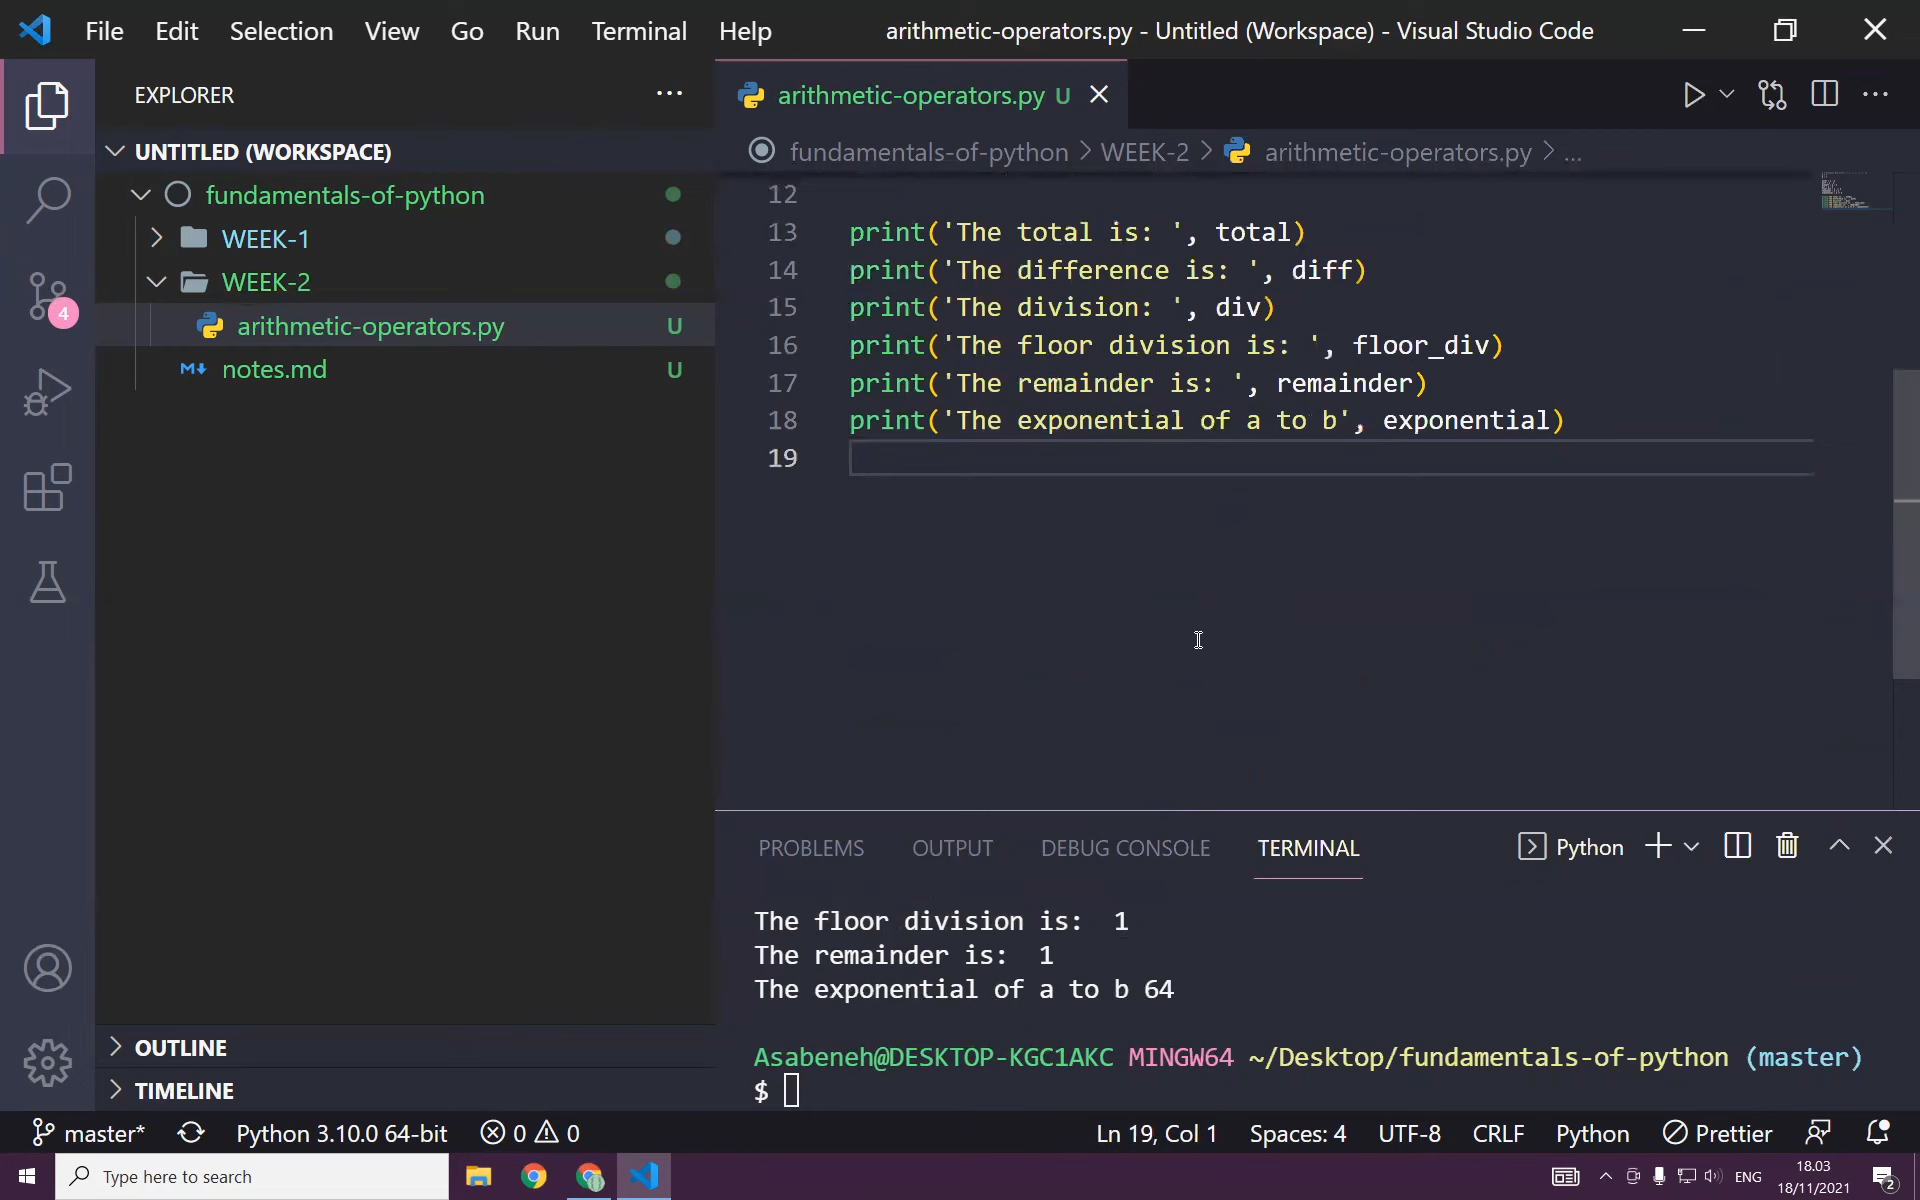 File Edit Selection View Go Run Terminal Help
arithmetic-operators.py - Untitled (Workspace) - Visual Studio Code
EXPLORER
UNTITLED (WORKSPACE)
fundamentals-of-python
WEEK-1
WEEK-2
arithmetic-operators.py U
notes.md U
OUTLINE
TIMELINE
4
arithmetic-operators.py U
fundamentals-of-python > WEEK-2 > arithmetic-operators.py > ...
12
13 print('The total is: ', total)
14 print('The difference is: ', diff)
15 print('The division: ', div)
16 print('The floor division is: ', floor_div)
17 print('The remainder is: ', remainder)
18 print('The exponential of a to b', exponential)
19
PROBLEMS OUTPUT DEBUG CONSOLE TERMINAL Python
The floor division is:  1
The remainder is:  1
The exponential of a to b 64
Asabeneh@DESKTOP-KGC1AKC MINGW64 ~/Desktop/fundamentals-of-python (master)
$
master* Python 3.10.0 64-bit 0 0 Ln 19, Col 1 Spaces: 4 UTF-8 CRLF Python Prettier
Type here to search
ENG
18.03
18/11/2021
2